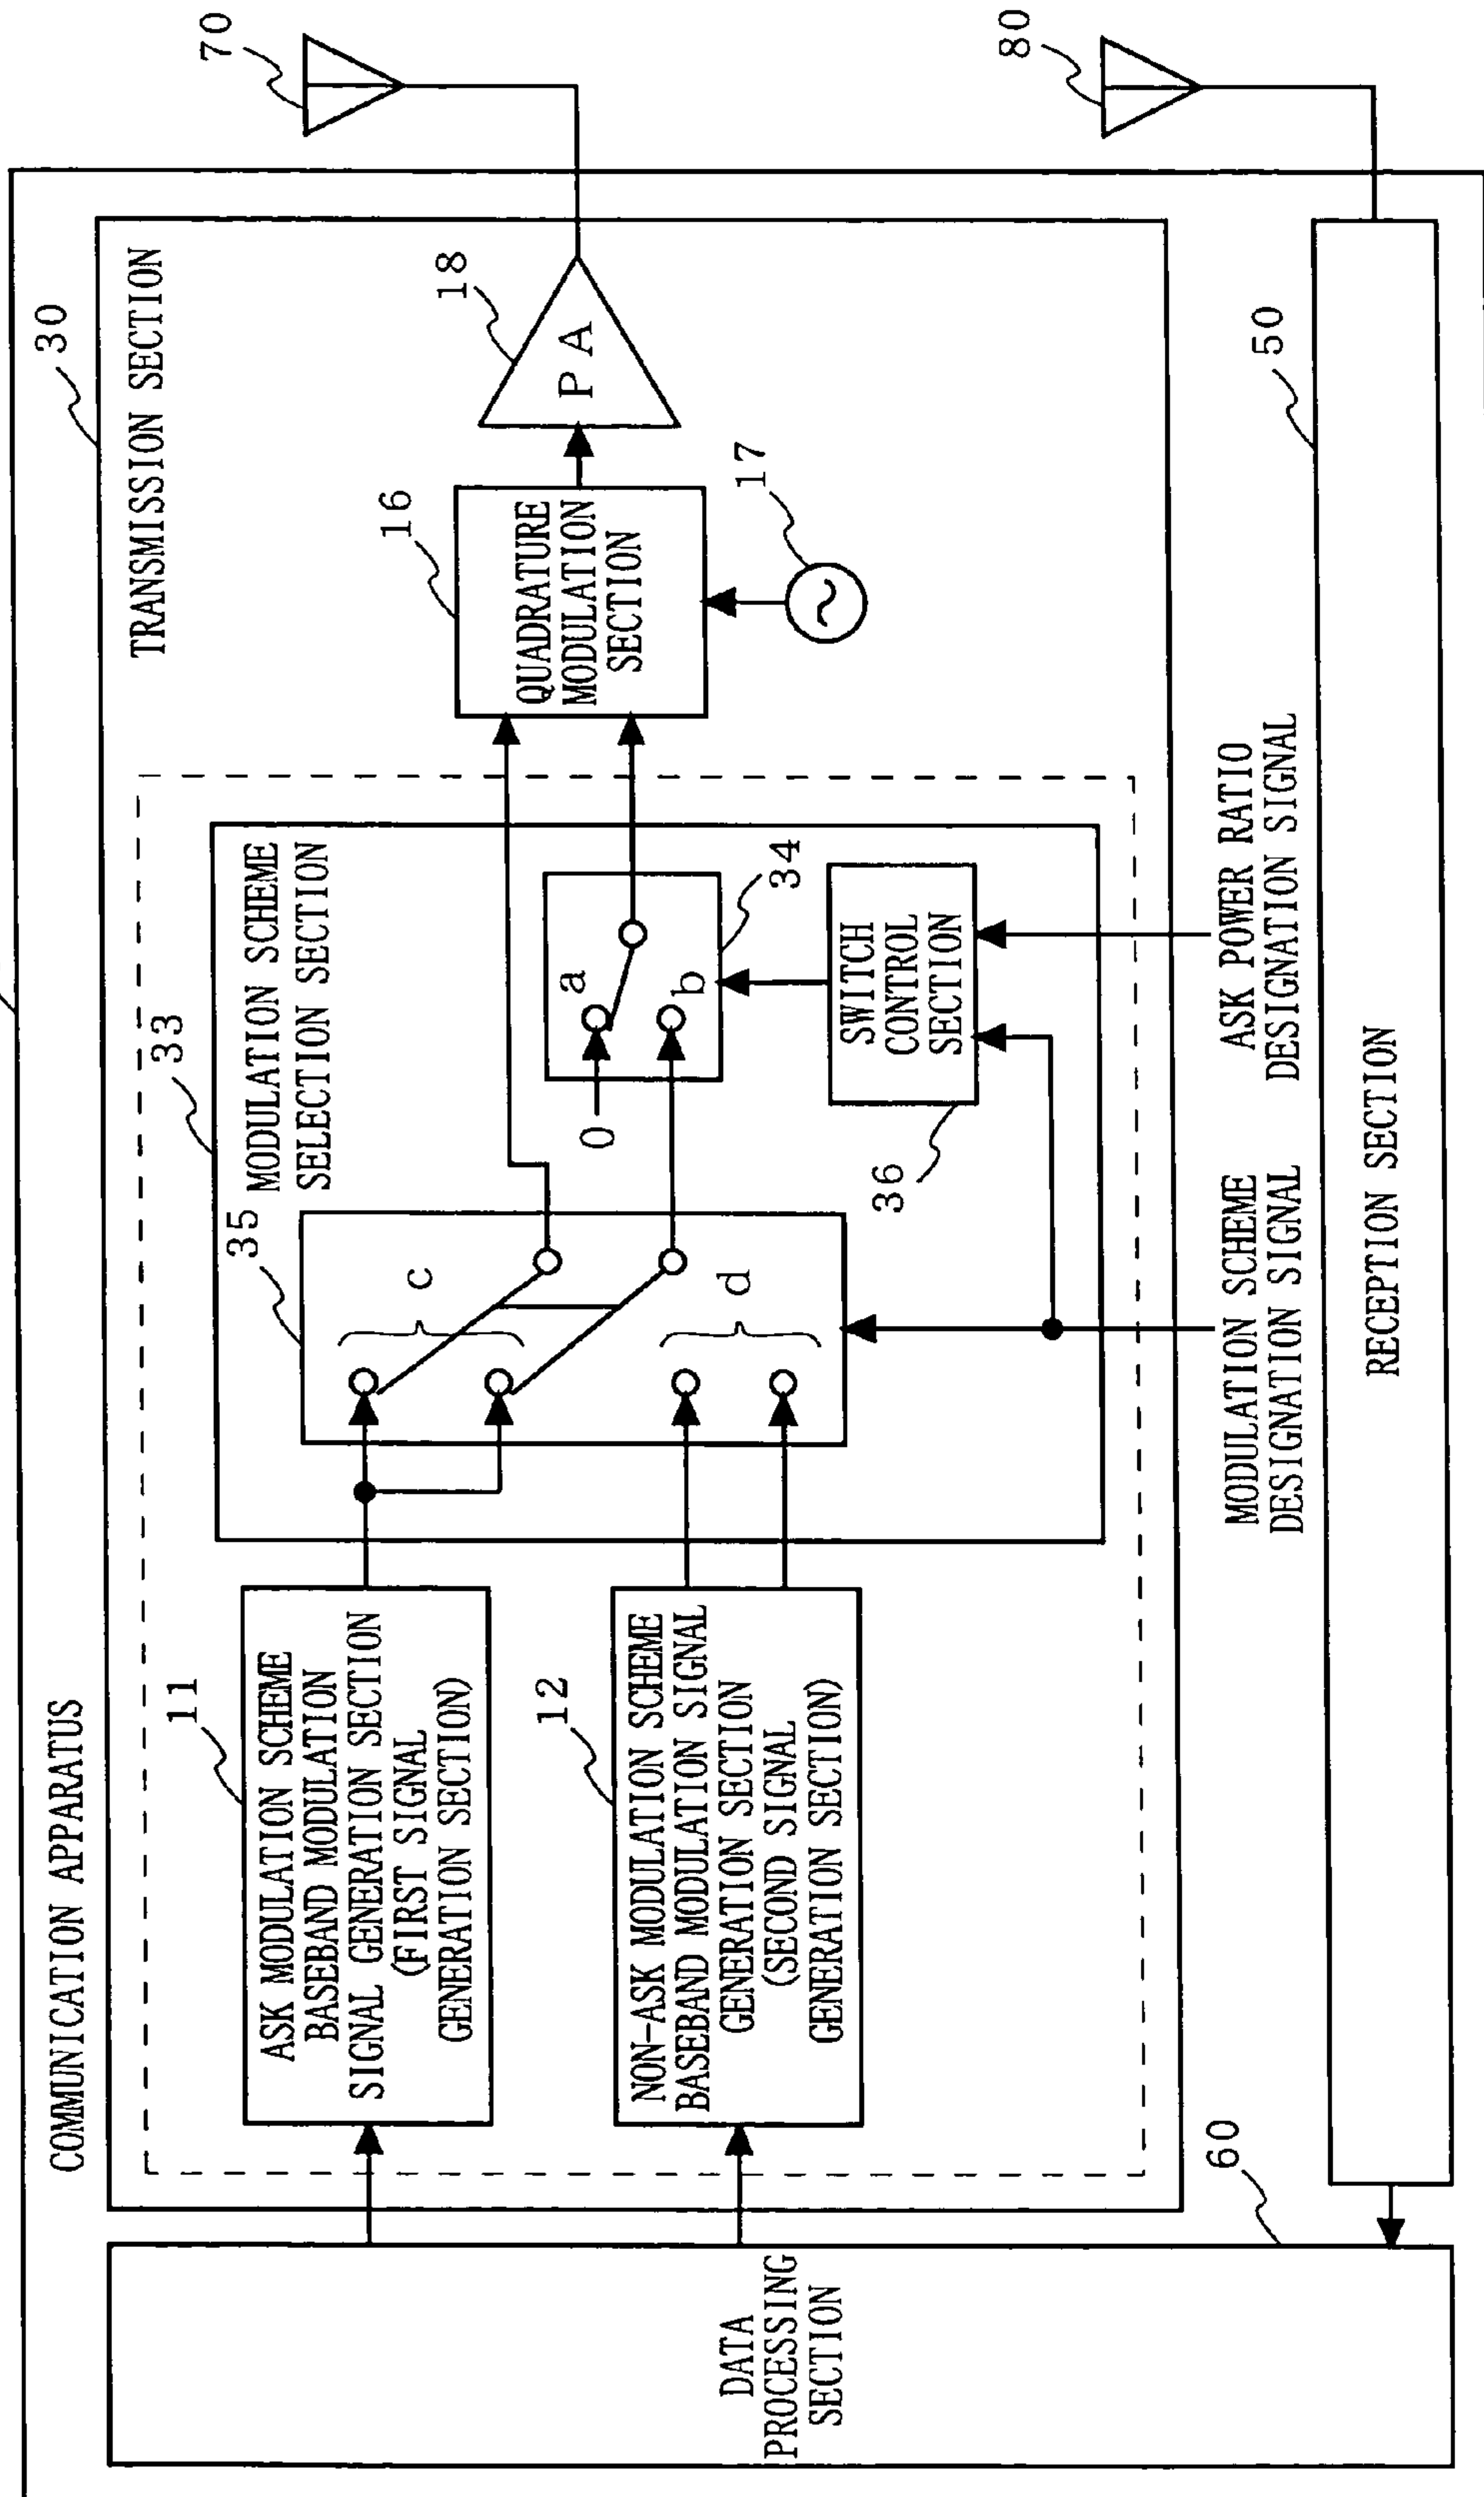 COMMUNICATION APPARATUS
30
TRANSMISSION SECTION
33
MODULATION SCHEME
SELECTION SECTION
11
ASK MODULATION SCHEME
BASEBAND MODULATION
SIGNAL GENERATION SECTION
(FIRST SIGNAL
GENERATION SECTION)
12
NON-ASK MODULATION SCHEME
BASEBAND MODULATION SIGNAL
GENERATION SECTION
(SECOND SIGNAL
GENERATION SECTION)
35
c
d
0
a
b
34
SWITCH
CONTROL
SECTION
36
16
QUADRATURE
MODULATION
SECTION
17
18
PA
70
80
MODULATION SCHEME
DESIGNATION SIGNAL
ASK POWER RATIO
DESIGNATION SIGNAL
50
RECEPTION SECTION
60
DATA
PROCESSING
SECTION